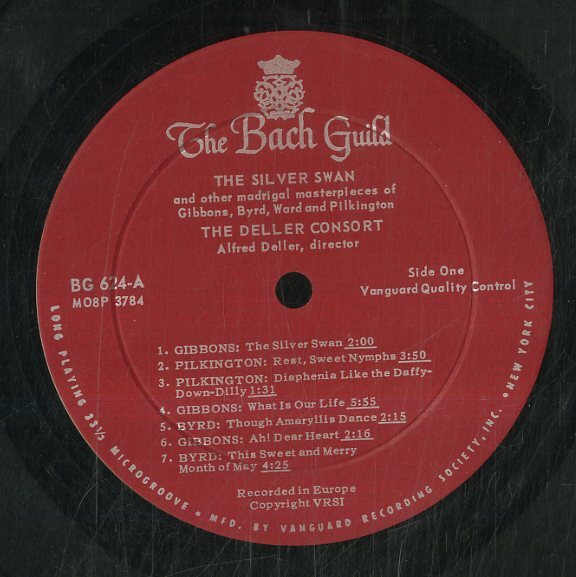 The Bach Guild
THE SILVER SWAN
and other madrigal masterpieces of
Gibbons, Byrd, Ward and Pilkington
THE DELLER CONSORT
Alfred Deller, director
BG 624-A
MO8P 3784
Side One
Vanguard Quality Control
1. GIBBONS: The Silver Swan 2:00
2. PILKINGTON: Rest, Sweet Nymphs 3:50
3. PILKINGTON: Diaphenia Like the Daffy-
Down-Dilly 1:31
4. GIBBONS: What Is Our Life 5:55
5. BYRD: Though Amaryllis Dance 2:15
6. GIBBONS: Ah! Dear Heart 2:16
7. BYRD: This Sweet and Merry
Month of May 4:25
Recorded in Europe
Copyright VRSI
LONG PLAYING 33⅓ MICROGROOVE • MFD. BY VANGUARD RECORDING SOCIETY, INC. • NEW YORK CITY